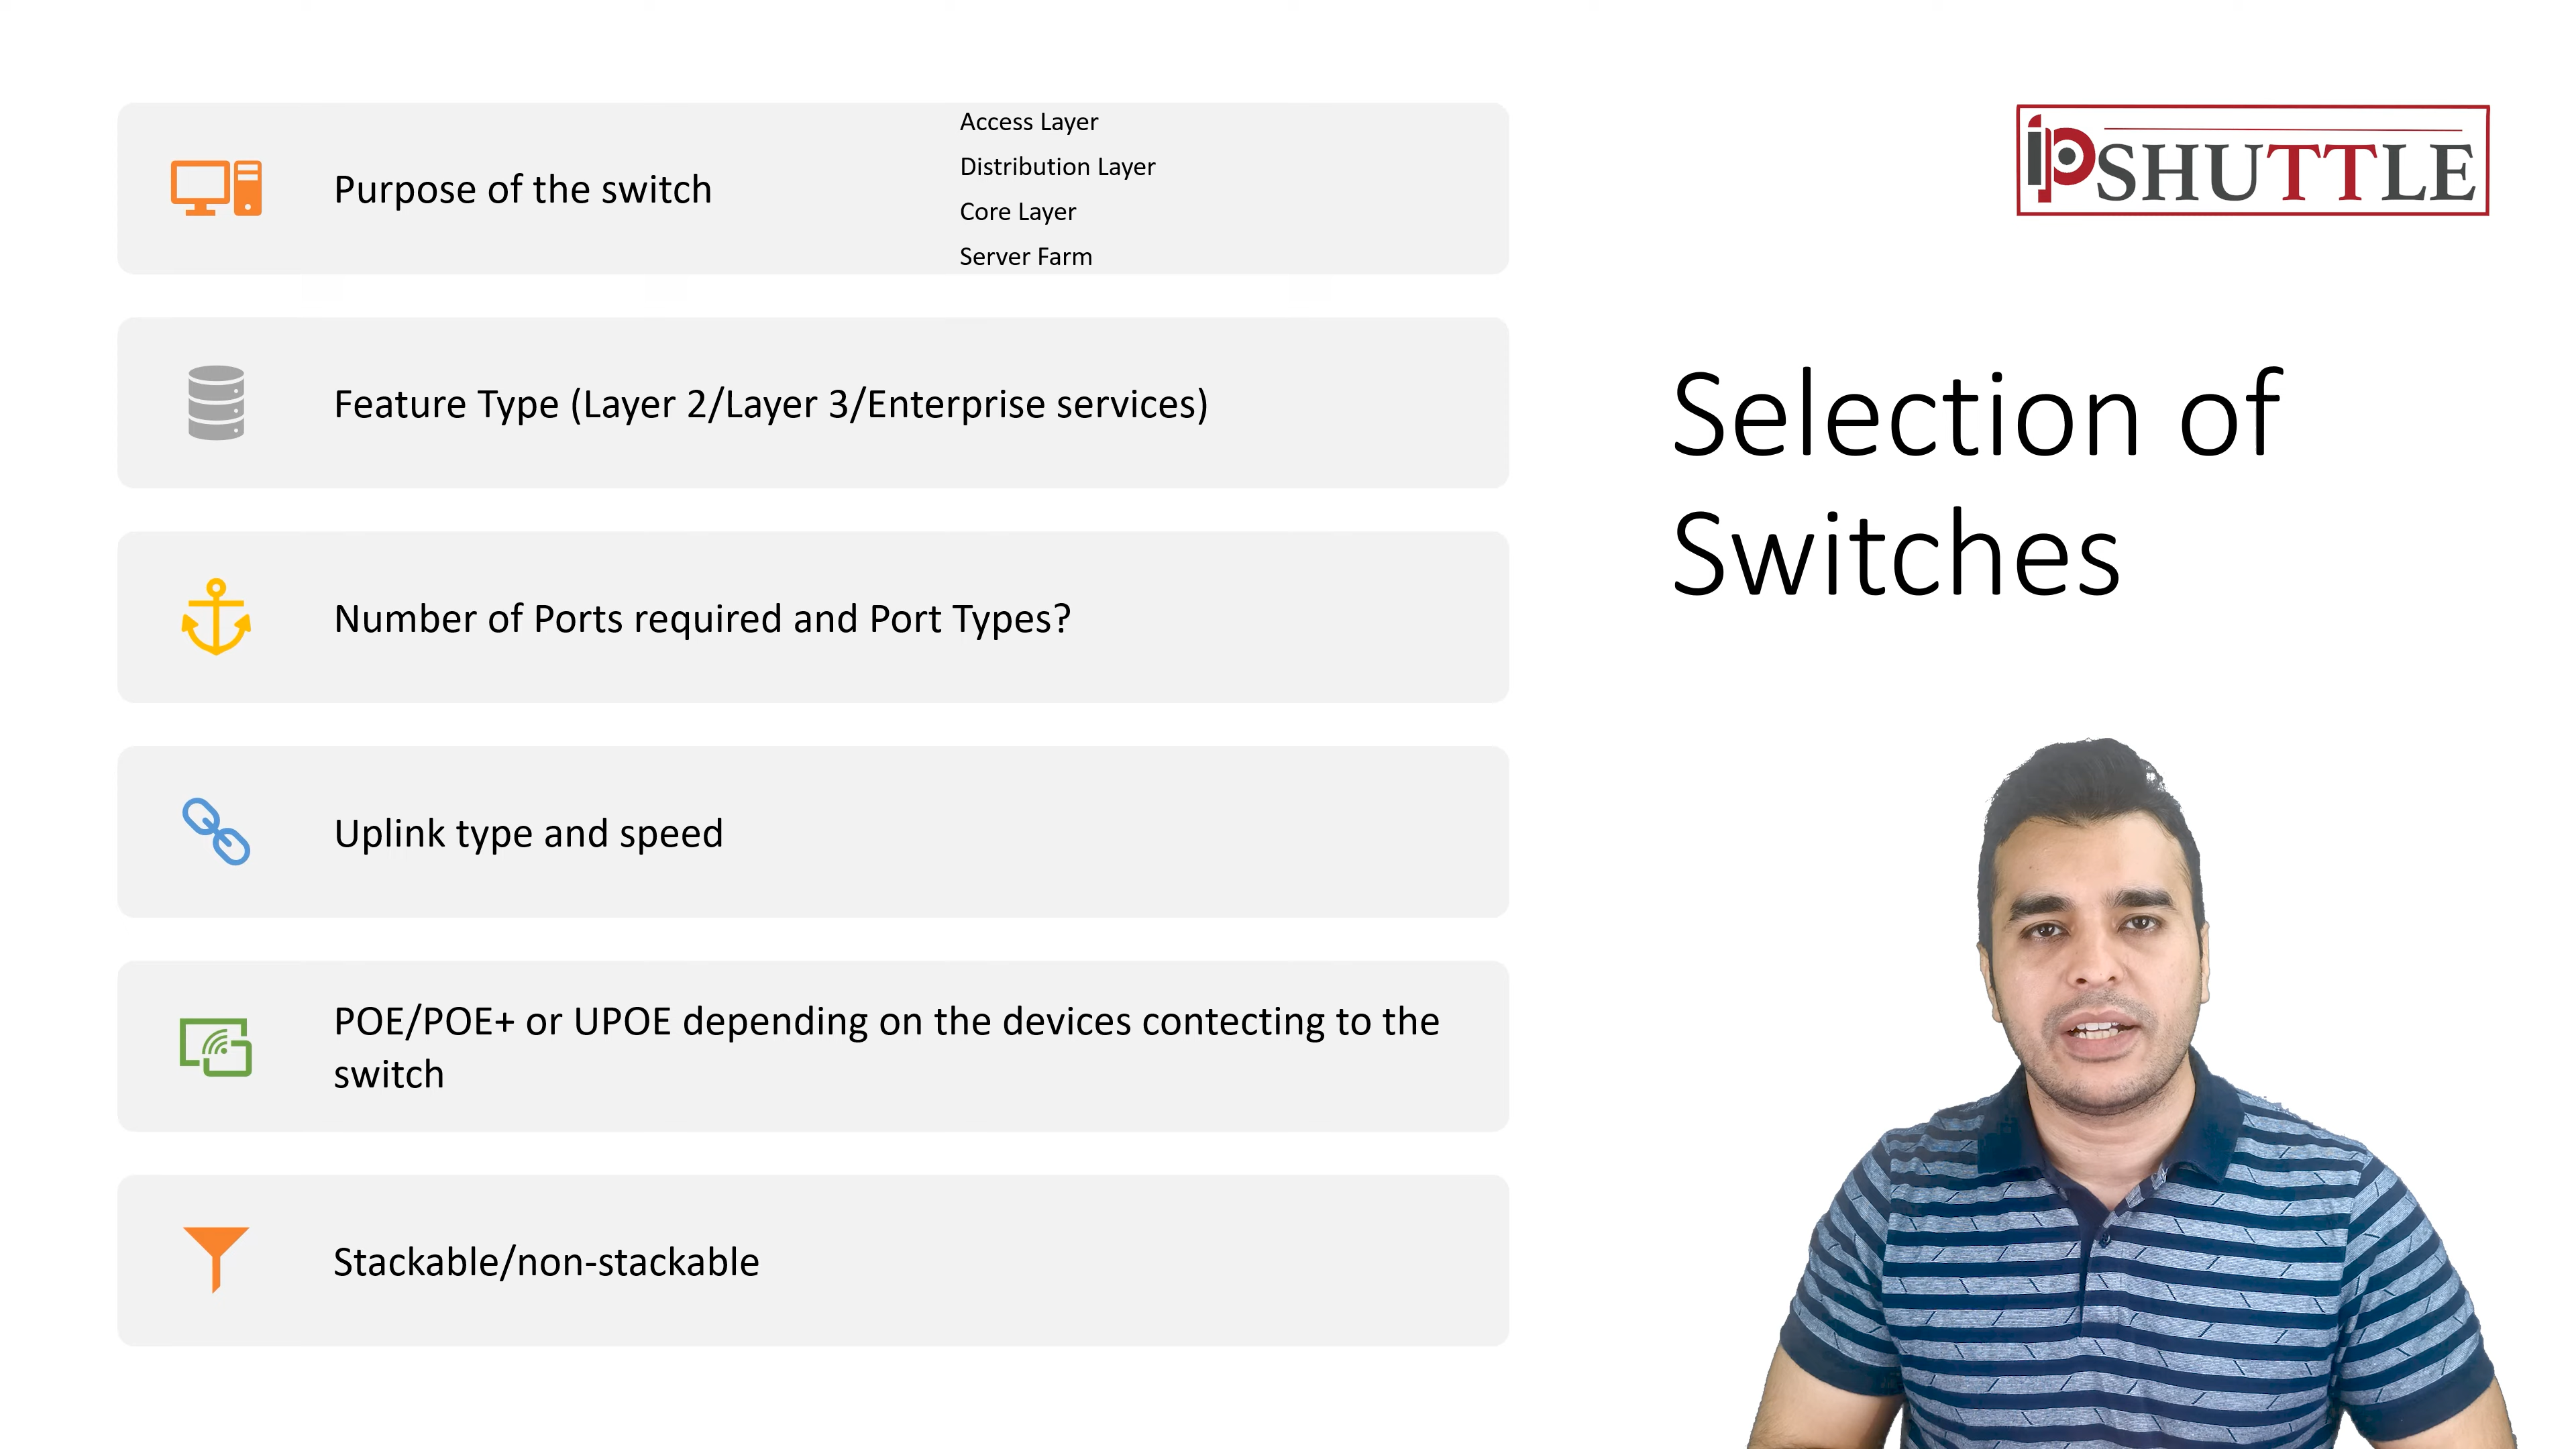 Purpose of the switch
Access Layer
Distribution Layer
Core Layer
Server Farm
Feature Type (Layer 2/Layer 3/Enterprise services)
Number of Ports required and Port Types?
Uplink type and speed
POE/POE+ or UPOE depending on the devices contecting to the
switch
Stackable/non-stackable
ipSHUTTLE
Selection of
Switches